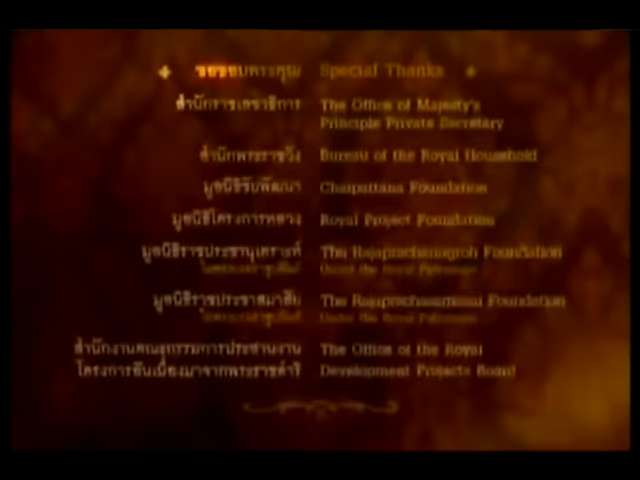 ขอขอบพระคุณ Special Thanks
สำนักราชเลขาธิการ The Office of Majesty's
Principle Private Secretary
สำนักพระราชวัง Bureau of the Royal Household
มูลนิธิชัยพัฒนา Chaipattana Foundation
มูลนิธิโครงการหลวง Royal Project Foundation
มูลนิธิราชประชานุเคราะห์ The Rajaprachanugroh Foundation
Under the Royal Patronage
มูลนิธิราชประชาสมาสัย The Rajaprachasamasai Foundation
Under the Royal Patronage
สำนักงานคณะกรรมการประสานงาน The Office of the Royal
โครงการอันเนื่องมาจากพระราชดำริ Development Projects Board